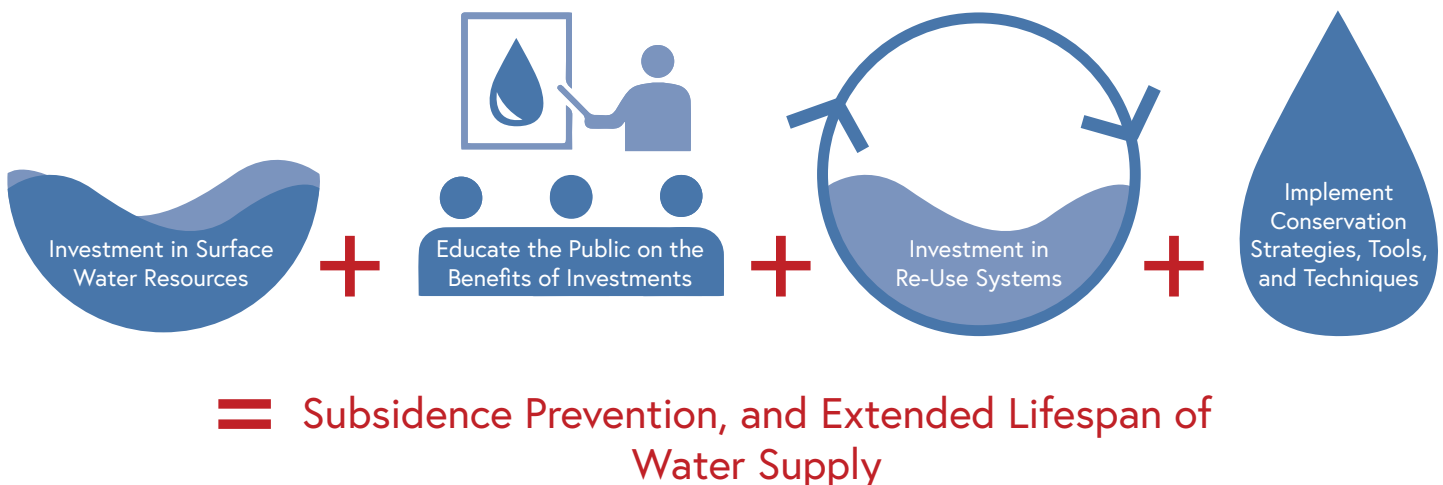 Investment in Surface
Water Resources
+
Educate the Public on the
Benefits of Investments
+
Investment in
Re-Use Systems
+
Implement
Conservation
Strategies, Tools,
and Techniques
= Subsidence Prevention, and Extended Lifespan of
Water Supply